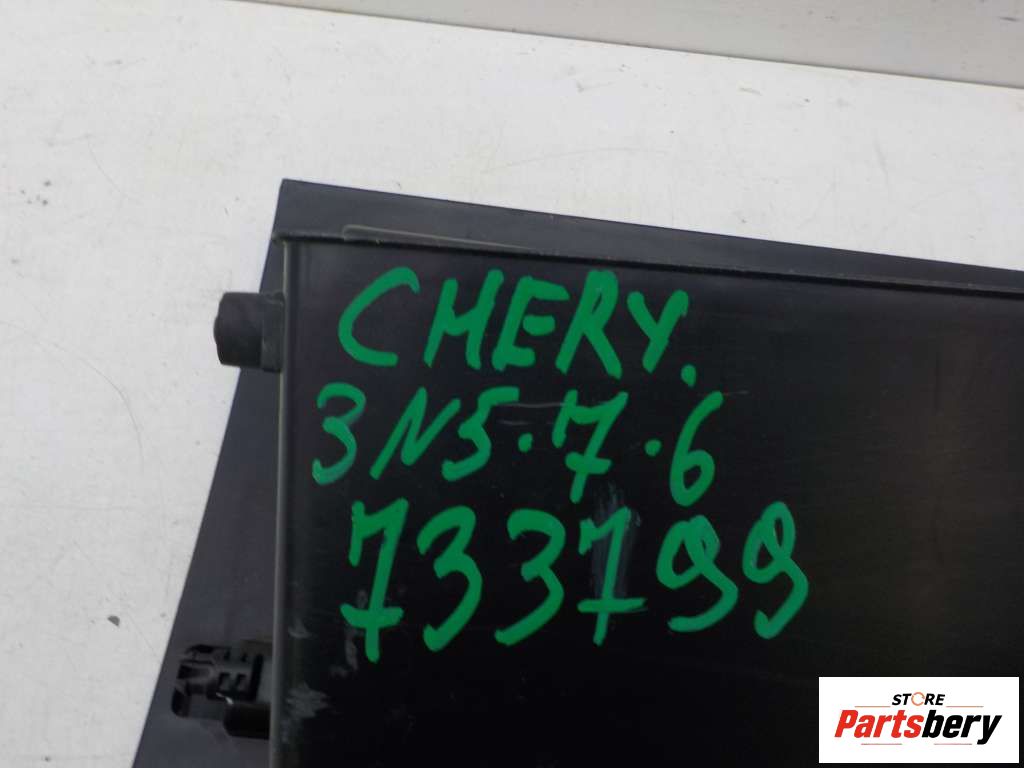 CHERY.
3N5.7.6
733799
STORE
Partsbery